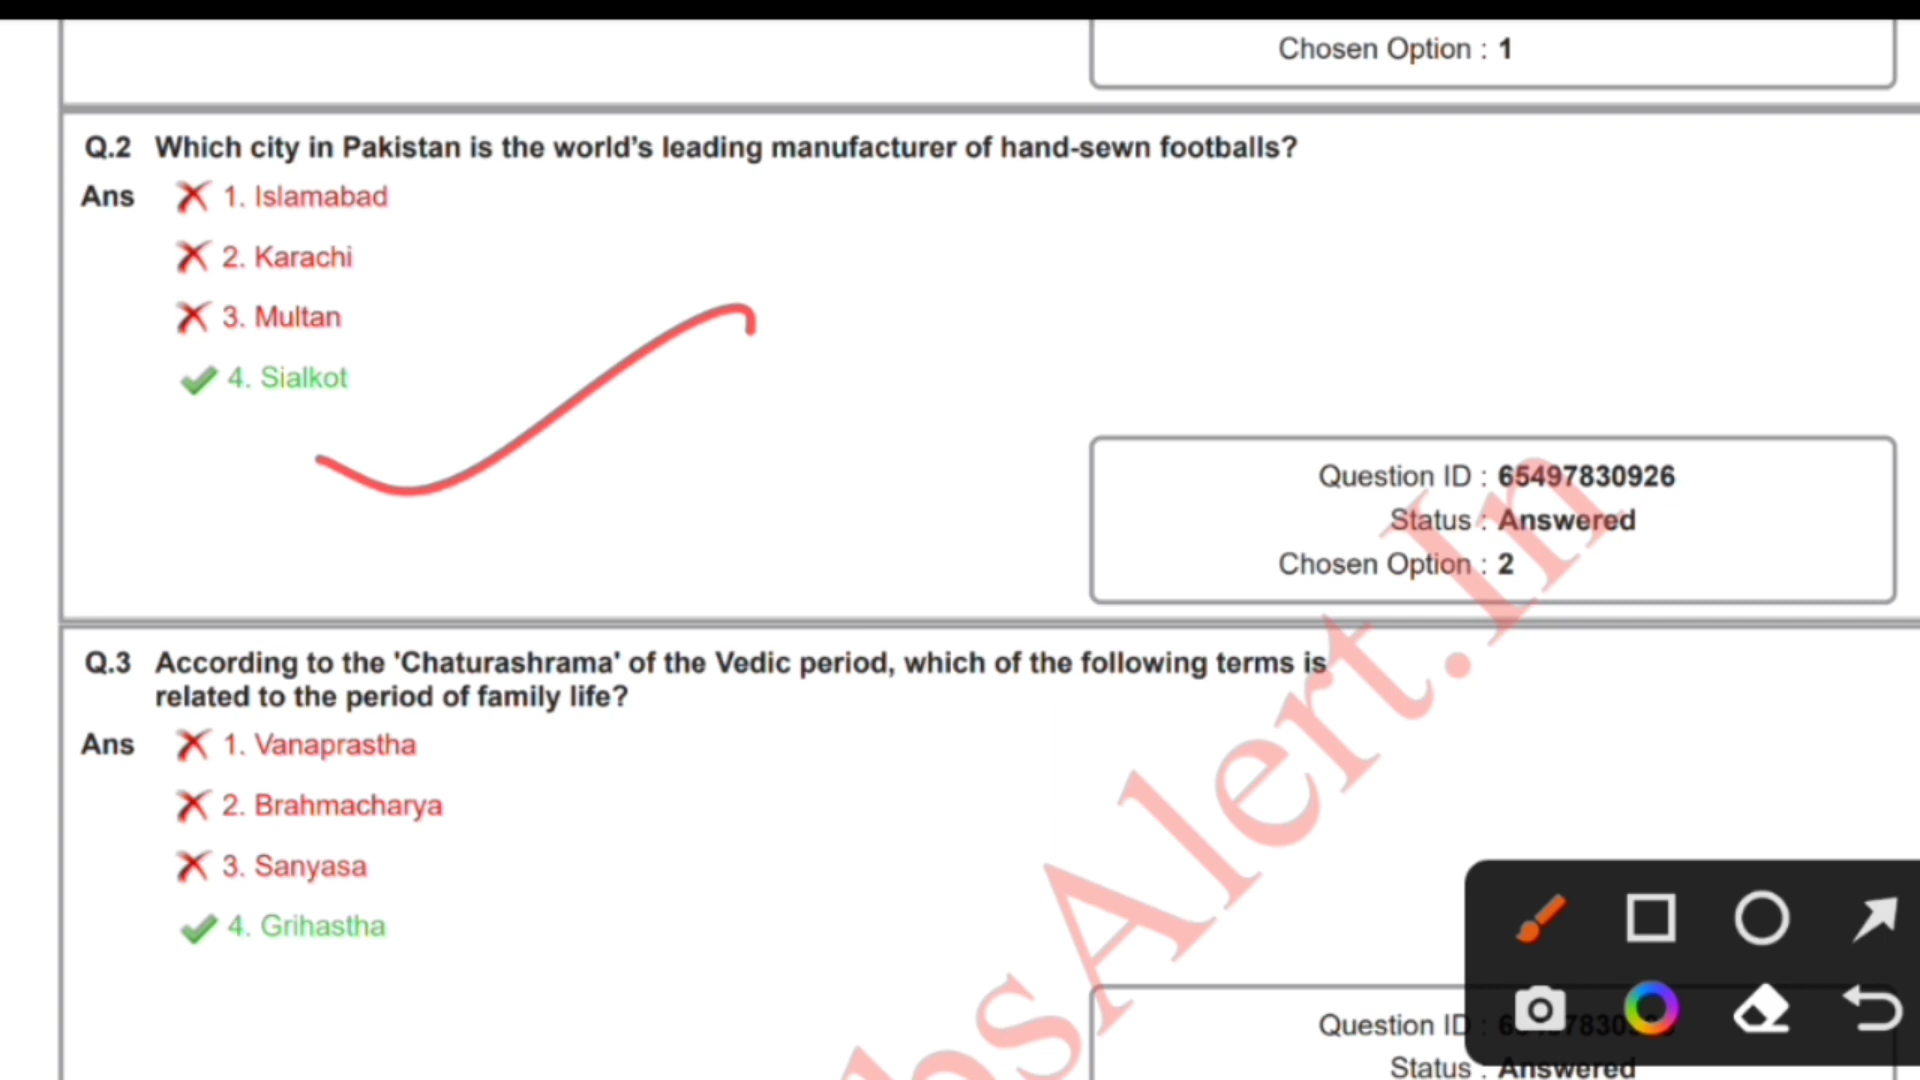 Chosen Option : 1
Q.2 Which city in Pakistan is the world's leading manufacturer of hand-sewn footballs?
Ans 1. Islamabad
2. Karachi
3. Multan
4. Sialkot
Question ID : 65497830926
Status : Answered
Chosen Option : 2
Q.3 According to the 'Chaturashrama' of the Vedic period, which of the following terms is
related to the period of family life?
Ans 1. Vanaprastha
2. Brahmacharya
3. Sanyasa
4. Grihastha
Question ID :
Status : Answered
bsAlert.In